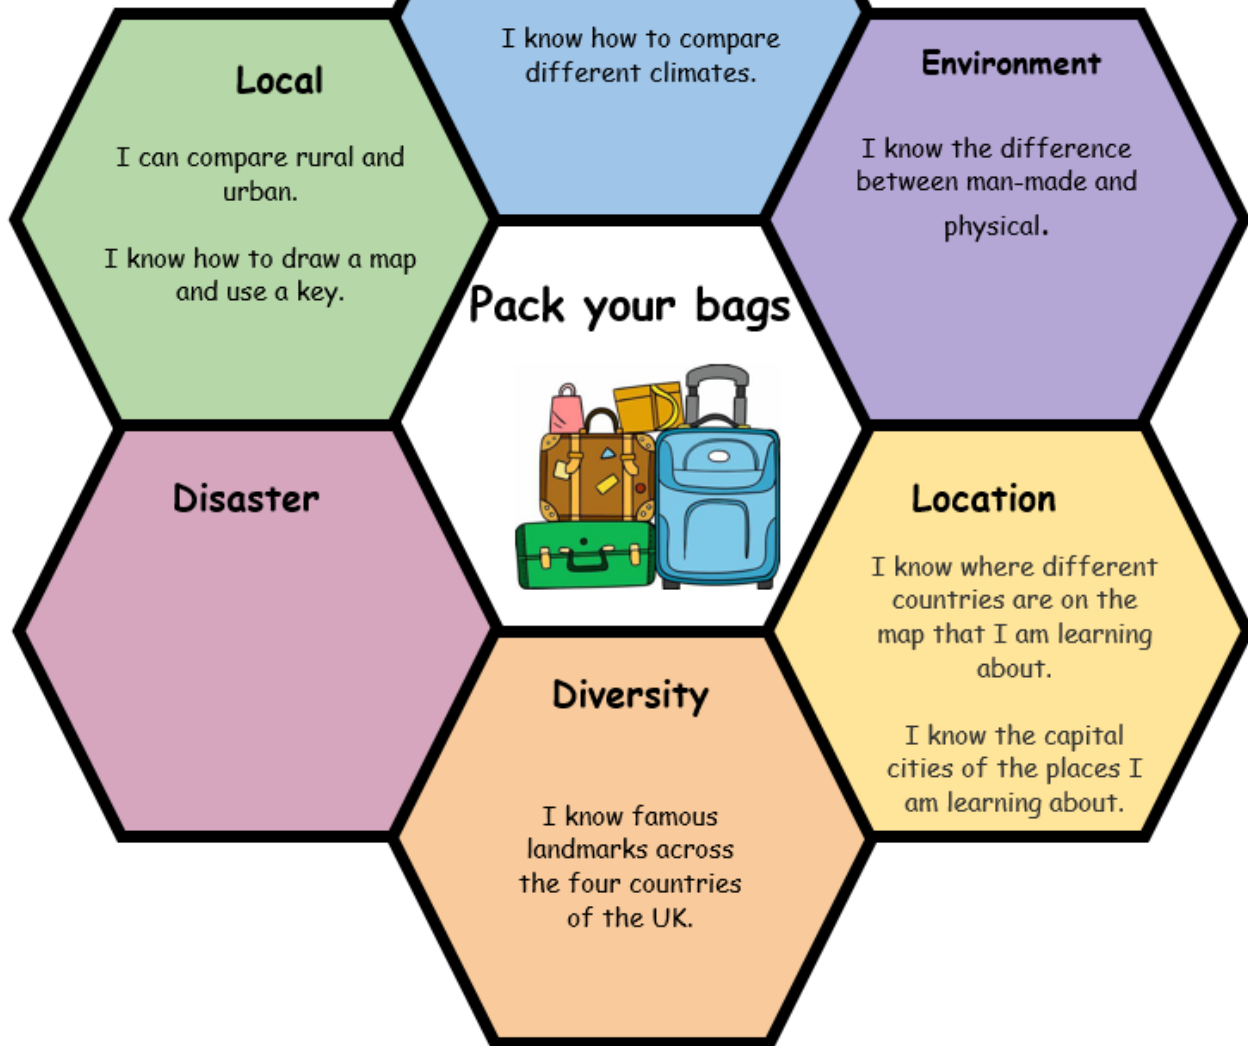 I know how to compare
different climates.
Local
I can compare rural and
urban.
I know how to draw a map
and use a key.
Environment
I know the difference
between man-made and
physical.
Pack your bags
Disaster
Location
I know where different
countries are on the
map that I am learning
about.
I know the capital
cities of the places I
am learning about.
Diversity
I know famous
landmarks across
the four countries
of the UK.